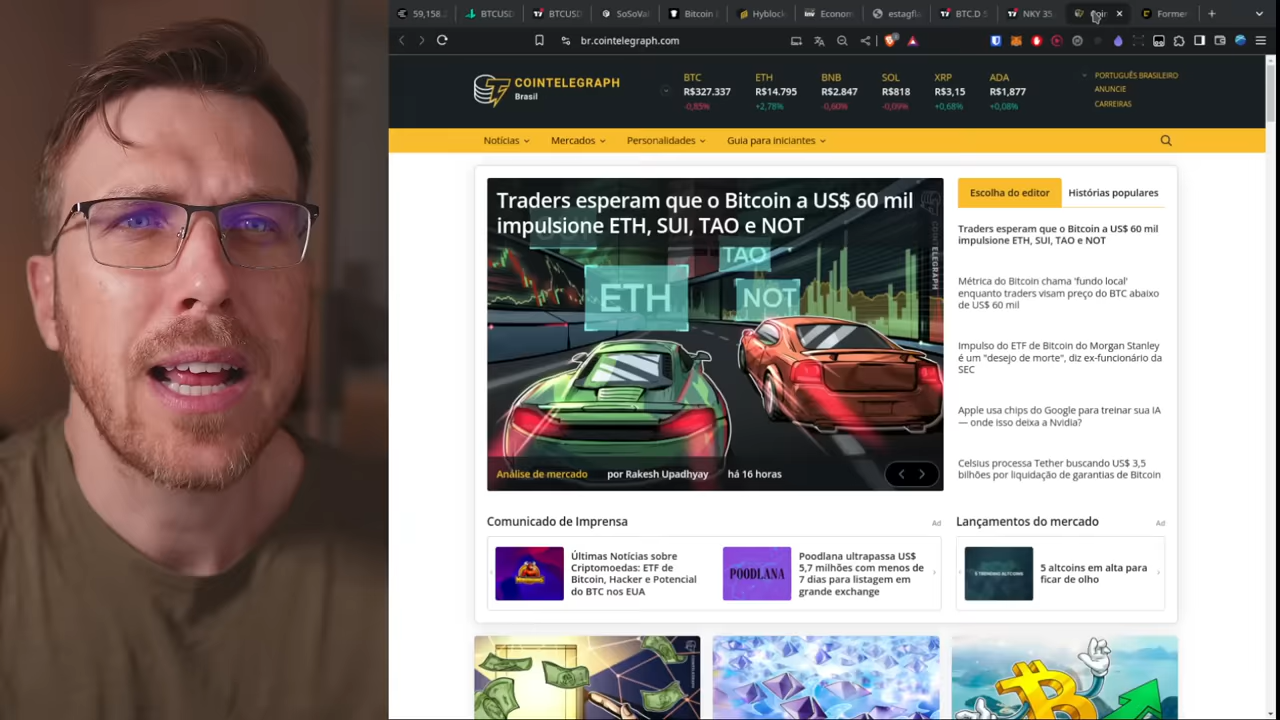 59,158.
BTCUSD
BTCUSD
SoSoVal
Bitcoin
Hyblock
Econom
estagfla
BTC.D
NKY 35
Coin
Former
br.cointelegraph.com
COINTELEGRAPH
Brasil
BTC
R$327.337
-0,85%
ETH
R$14.795
+2,78%
BNB
R$2.847
-0,60%
SOL
R$818
-0,09%
XRP
R$3,15
+0,68%
ADA
R$1,877
+0,08%
PORTUGUÊS BRASILEIRO
ANUNCIE
CARREIRAS
Notícias
Mercados
Personalidades
Guia para iniciantes
Traders esperam que o Bitcoin a US$ 60 mil
impulsione ETH, SUI, TAO e NOT
TAO
ETH
NOT
COINTELEGRAPH
Análise de mercado
por Rakesh Upadhyay
há 16 horas
Escolha do editor
Histórias populares
Traders esperam que o Bitcoin a US$ 60 mil
impulsione ETH, SUI, TAO e NOT
Métrica do Bitcoin chama 'fundo local'
enquanto traders visam preço do BTC abaixo
de US$ 60 mil
Impulso do ETF de Bitcoin do Morgan Stanley
é um "desejo de morte", diz ex-funcionário da
SEC
Apple usa chips do Google para treinar sua IA
— onde isso deixa a Nvidia?
Celsius processa Tether buscando US$ 3,5
bilhões por liquidação de garantias de Bitcoin
Comunicado de Imprensa
Ad
Últimas Notícias sobre
Criptomoedas: ETF de
Bitcoin, Hacker e Potencial
do BTC nos EUA
POODLANA
Poodlana ultrapassa US$
5,7 milhões com menos de
7 dias para listagem em
grande exchange
Lançamentos do mercado
Ad
5 TRENDING ALTCOINS
5 altcoins em alta para
ficar de olho